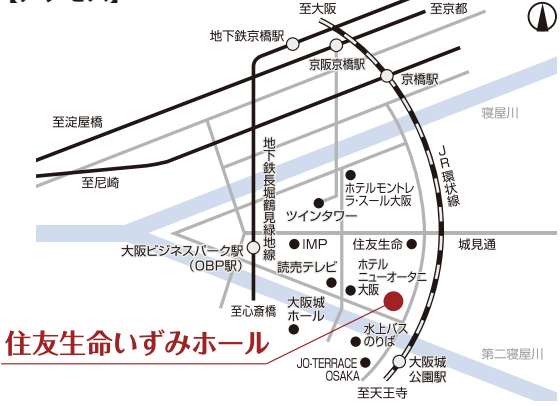 至大阪
至京都
地下鉄京橋駅
京阪京橋駅
京橋駅
至淀屋橋
寝屋川
至尼崎
地下鉄長堀鶴見緑地線
JR環状線
ホテルモントレ
ラ・スール大阪
ツインタワー
大阪ビジネスパーク駅
(OBP駅)
IMP
住友生命
城見通
読売テレビ
ホテル
ニューオータニ
大阪
至心斎橋
大阪城
ホール
住友生命いずみホール
水上バス
のりば
第二寝屋川
JO-TERRACE
OSAKA
大阪城
公園駅
至天王寺